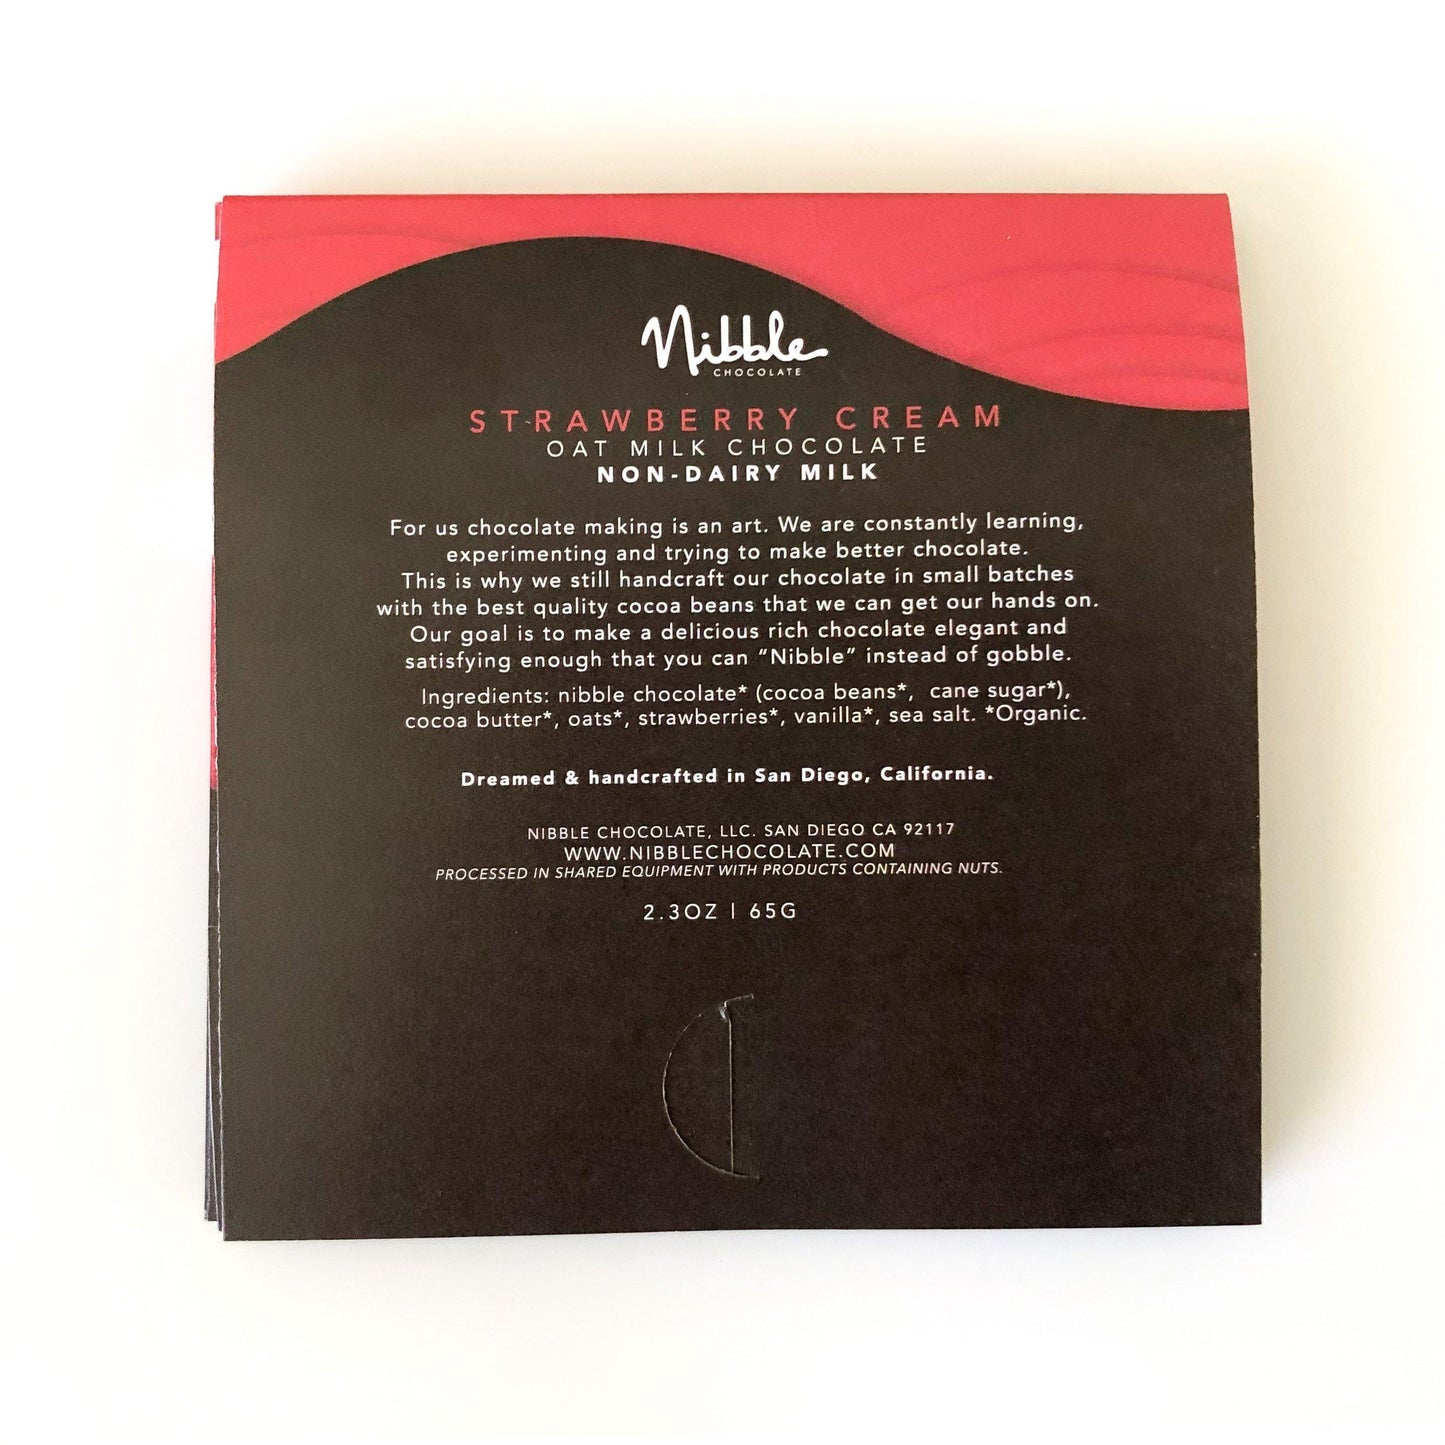 Nibble
CHOCOLATE
STRAWBERRY CREAM
OAT MILK CHOCOLATE
NON-DAIRY MILK
For us chocolate making is an art. We are constantly learning,
experimenting and trying to make better chocolate.
This is why we still handcraft our chocolate in small batches
with the best quality cocoa beans that we can get our hands on.
Our goal is to make a delicious rich chocolate elegant and
satisfying enough that you can “Nibble” instead of gobble.
Ingredients: nibble chocolate* (cocoa beans*, cane sugar*),
cocoa butter*, oats*, strawberries*, vanilla*, sea salt. *Organic.
Dreamed & handcrafted in San Diego, California.
NIBBLE CHOCOLATE, LLC. SAN DIEGO CA 92117
WWW.NIBBLECHOCOLATE.COM
PROCESSED IN SHARED EQUIPMENT WITH PRODUCTS CONTAINING NUTS.
2.3OZ | 65G